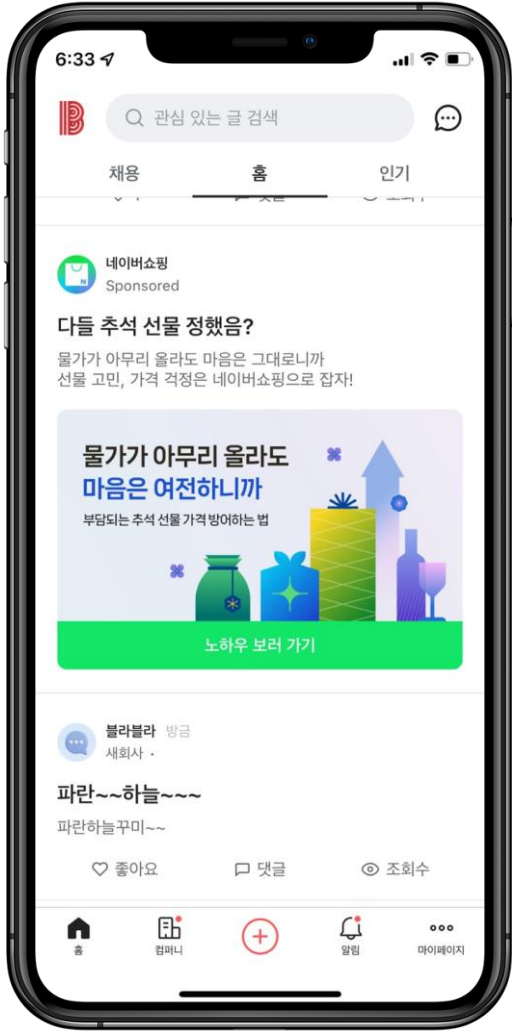 6:33
관심 있는 글 검색
채용 홈 인기
네이버쇼핑
Sponsored
다들 추석 선물 정했음?
물가가 아무리 올라도 마음은 그대로니까
선물 고민, 가격 걱정은 네이버쇼핑으로 잡자!
물가가 아무리 올라도
마음은 여전하니까
부담되는 추석 선물 가격 방어하는 법
노하우 보러 가기
블라블라 방금
새회사 ·
파란~~하늘~~~
파란하늘꾸미~~
좋아요 댓글 조회수
홈 컴퍼니 알림 마이페이지